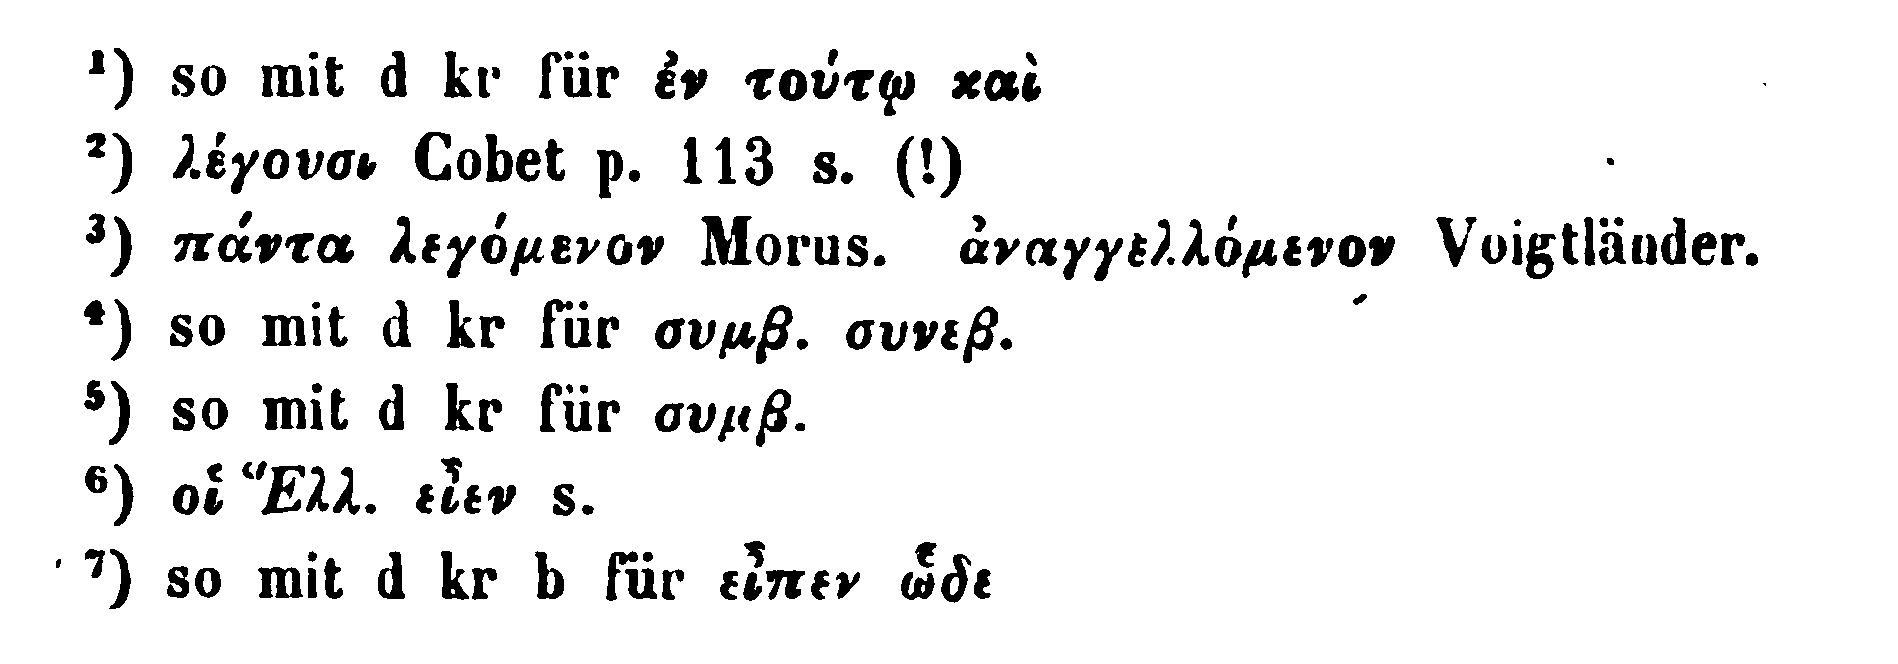 ¹) so mit d kr für ἐν τούτῳ καὶ
²) λέγουσι Cobet p. 113 s. (!)
³) πάντα λεγόμενον Morus. ἀναγγελλόμενον Voigtländer.
⁴) so mit d kr für συμβ. συνεβ.
⁵) so mit d kr für συμβ.
⁶) οἱ Ἕλλ. εἶεν s.
⁷) so mit d kr b für εἶπεν ὧδε